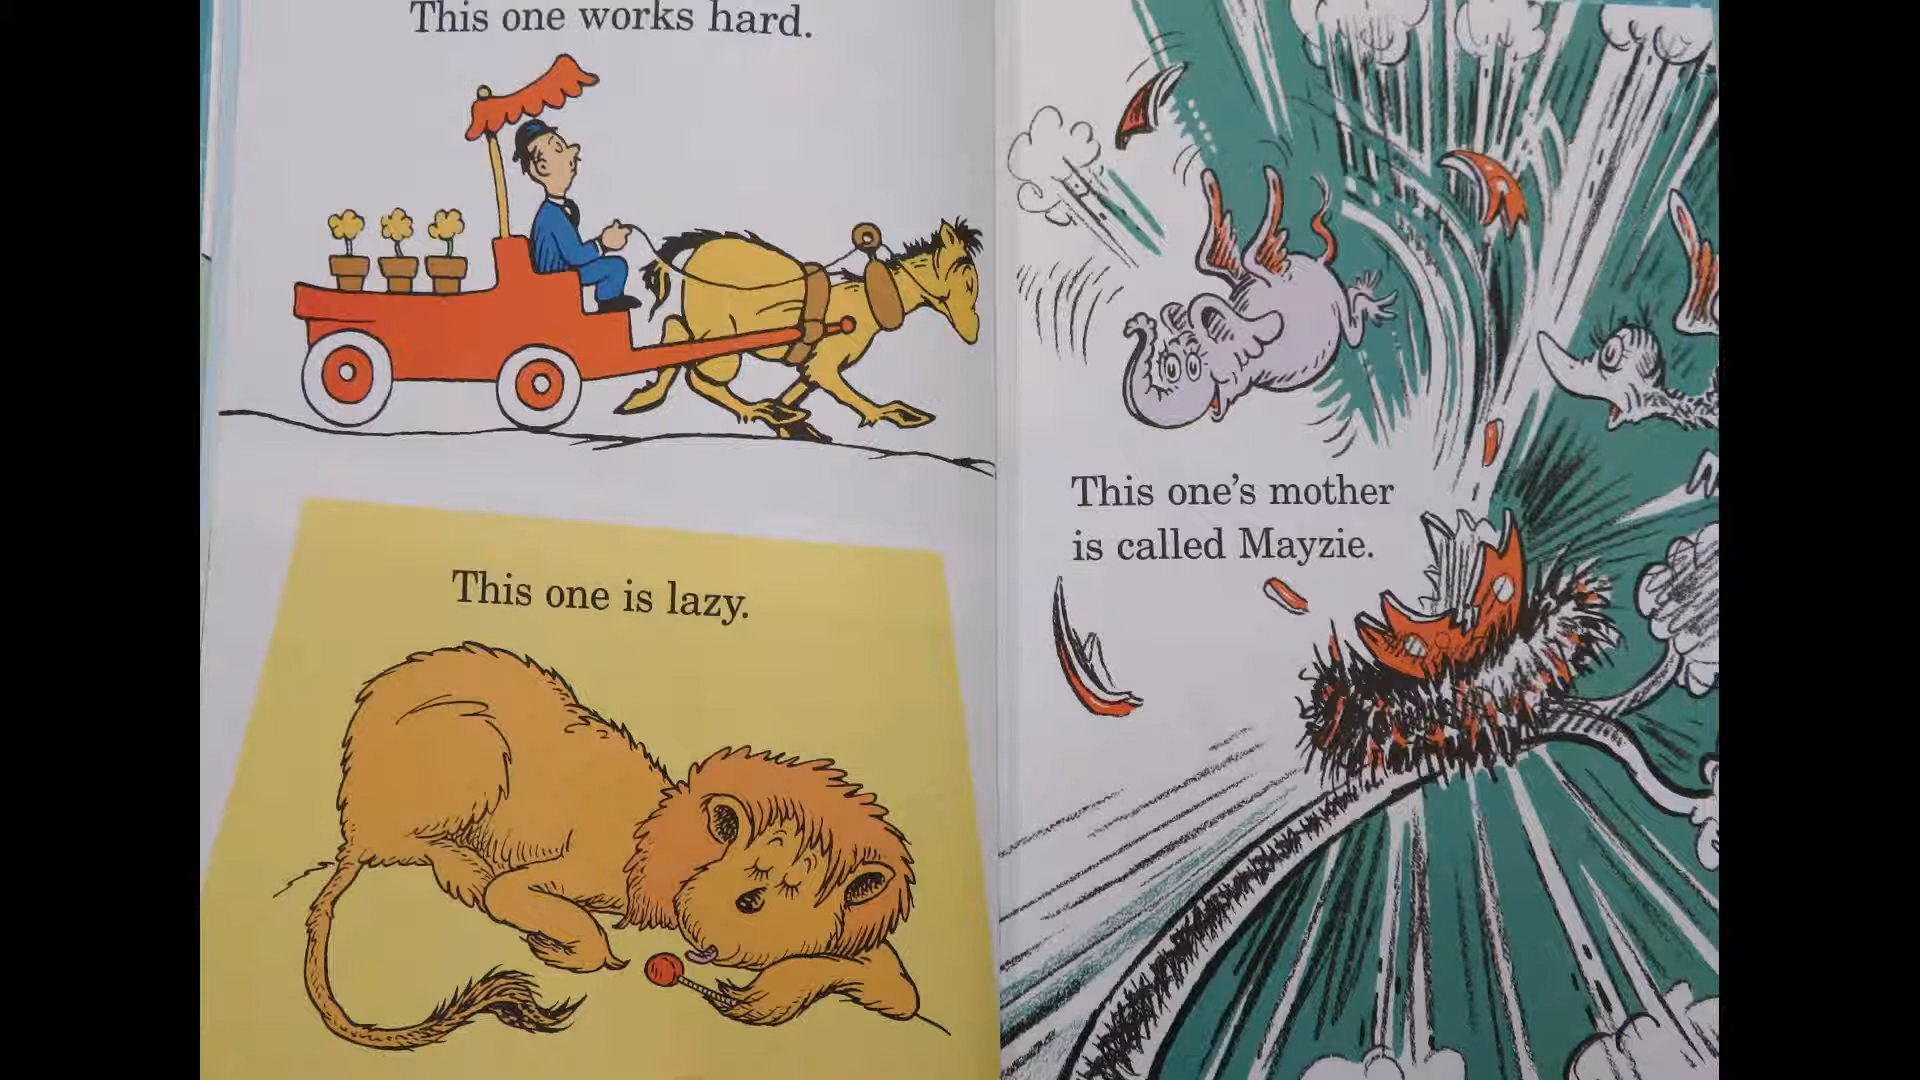 This one works hard.
This one is lazy.
This one's mother
is called Mayzie.